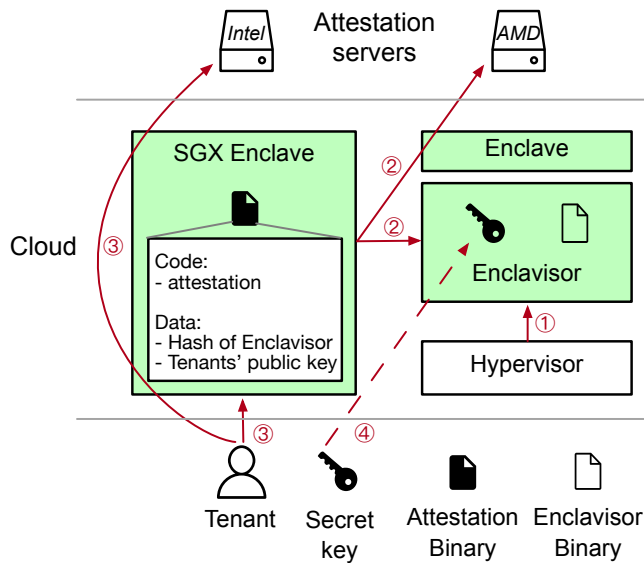 Intel
Attestation
servers
AMD
SGX Enclave
Enclave
②
②
Cloud
③
Code:
- attestation
Data:
- Hash of Enclavisor
- Tenants' public key
Enclavisor
①
Hypervisor
③
④
Tenant
Secret
key
Attestation
Binary
Enclavisor
Binary